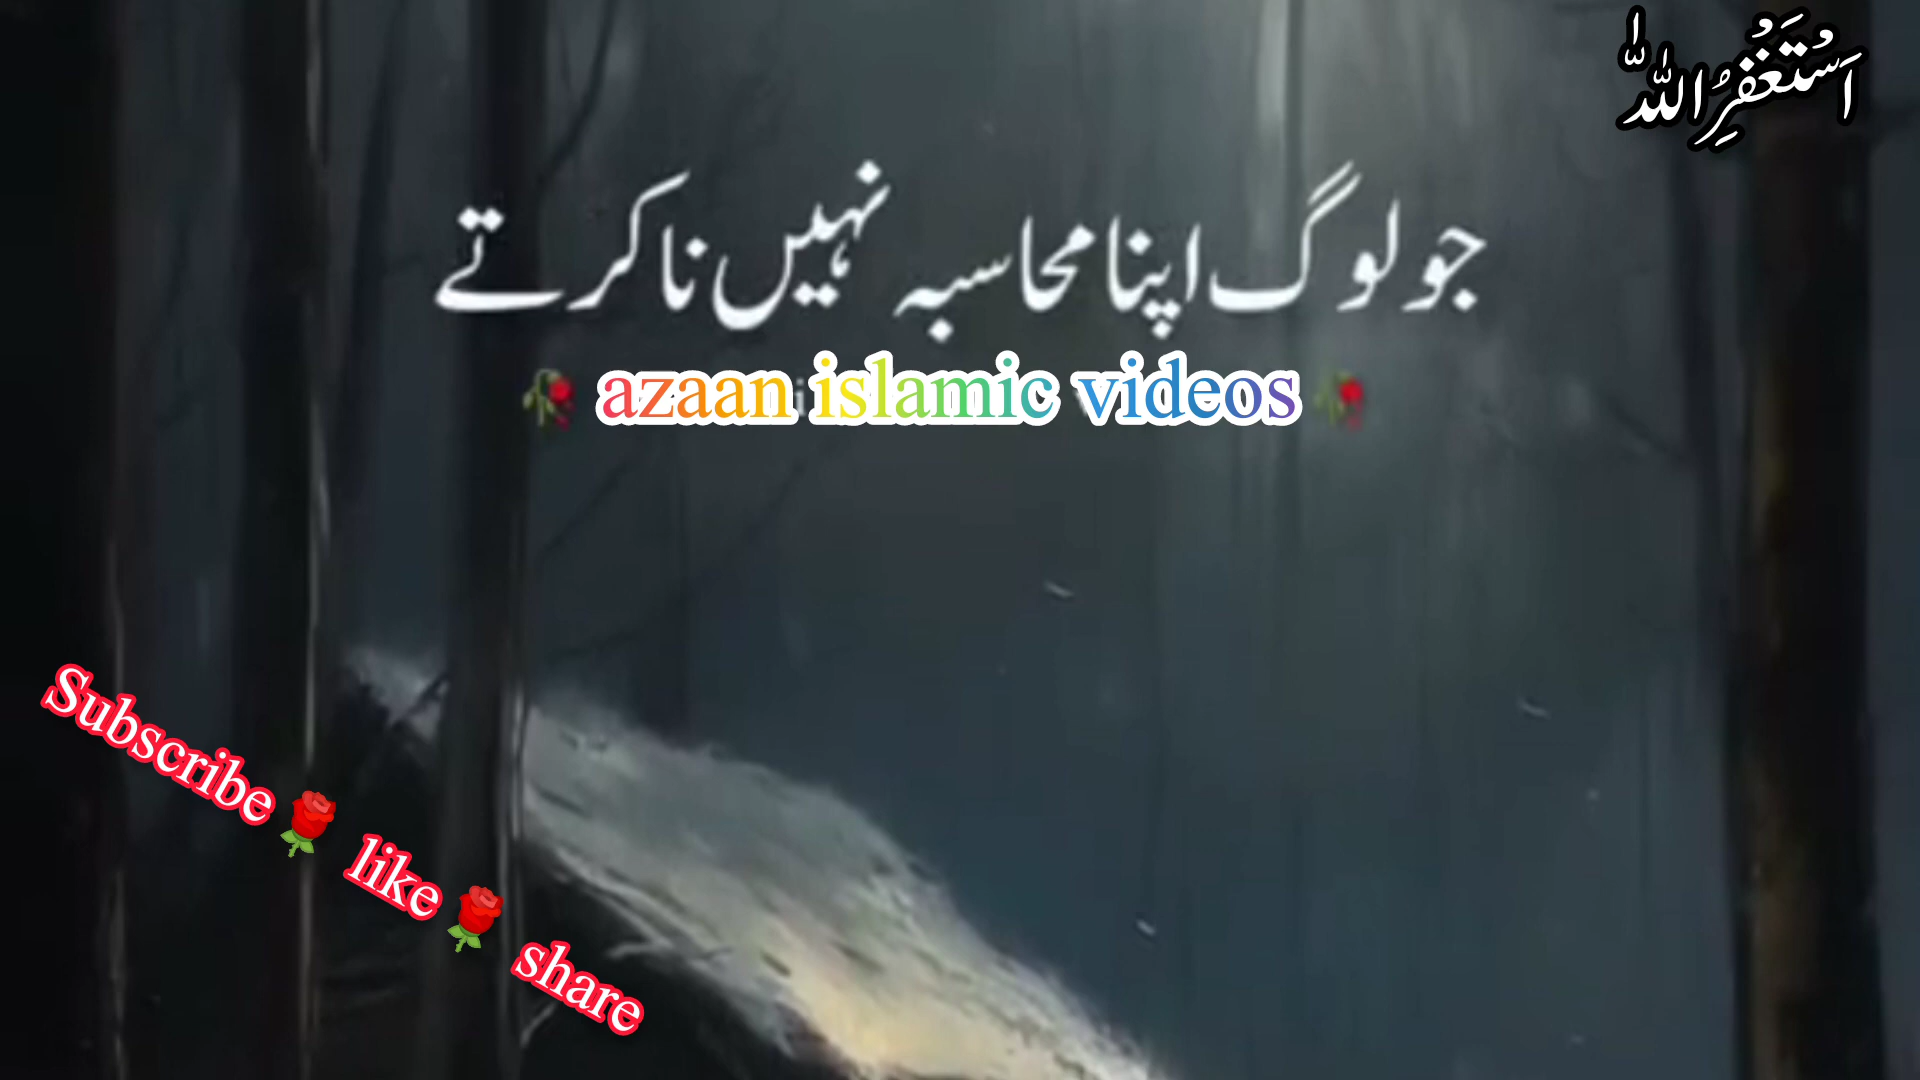 اَسْتَغْفِرُاللّٰہ
جو لوگ اپنا محاسبہ نہیں نا کرتے
🥀 azaan islamic videos 🥀
Subscribe🌹 like🌹 share